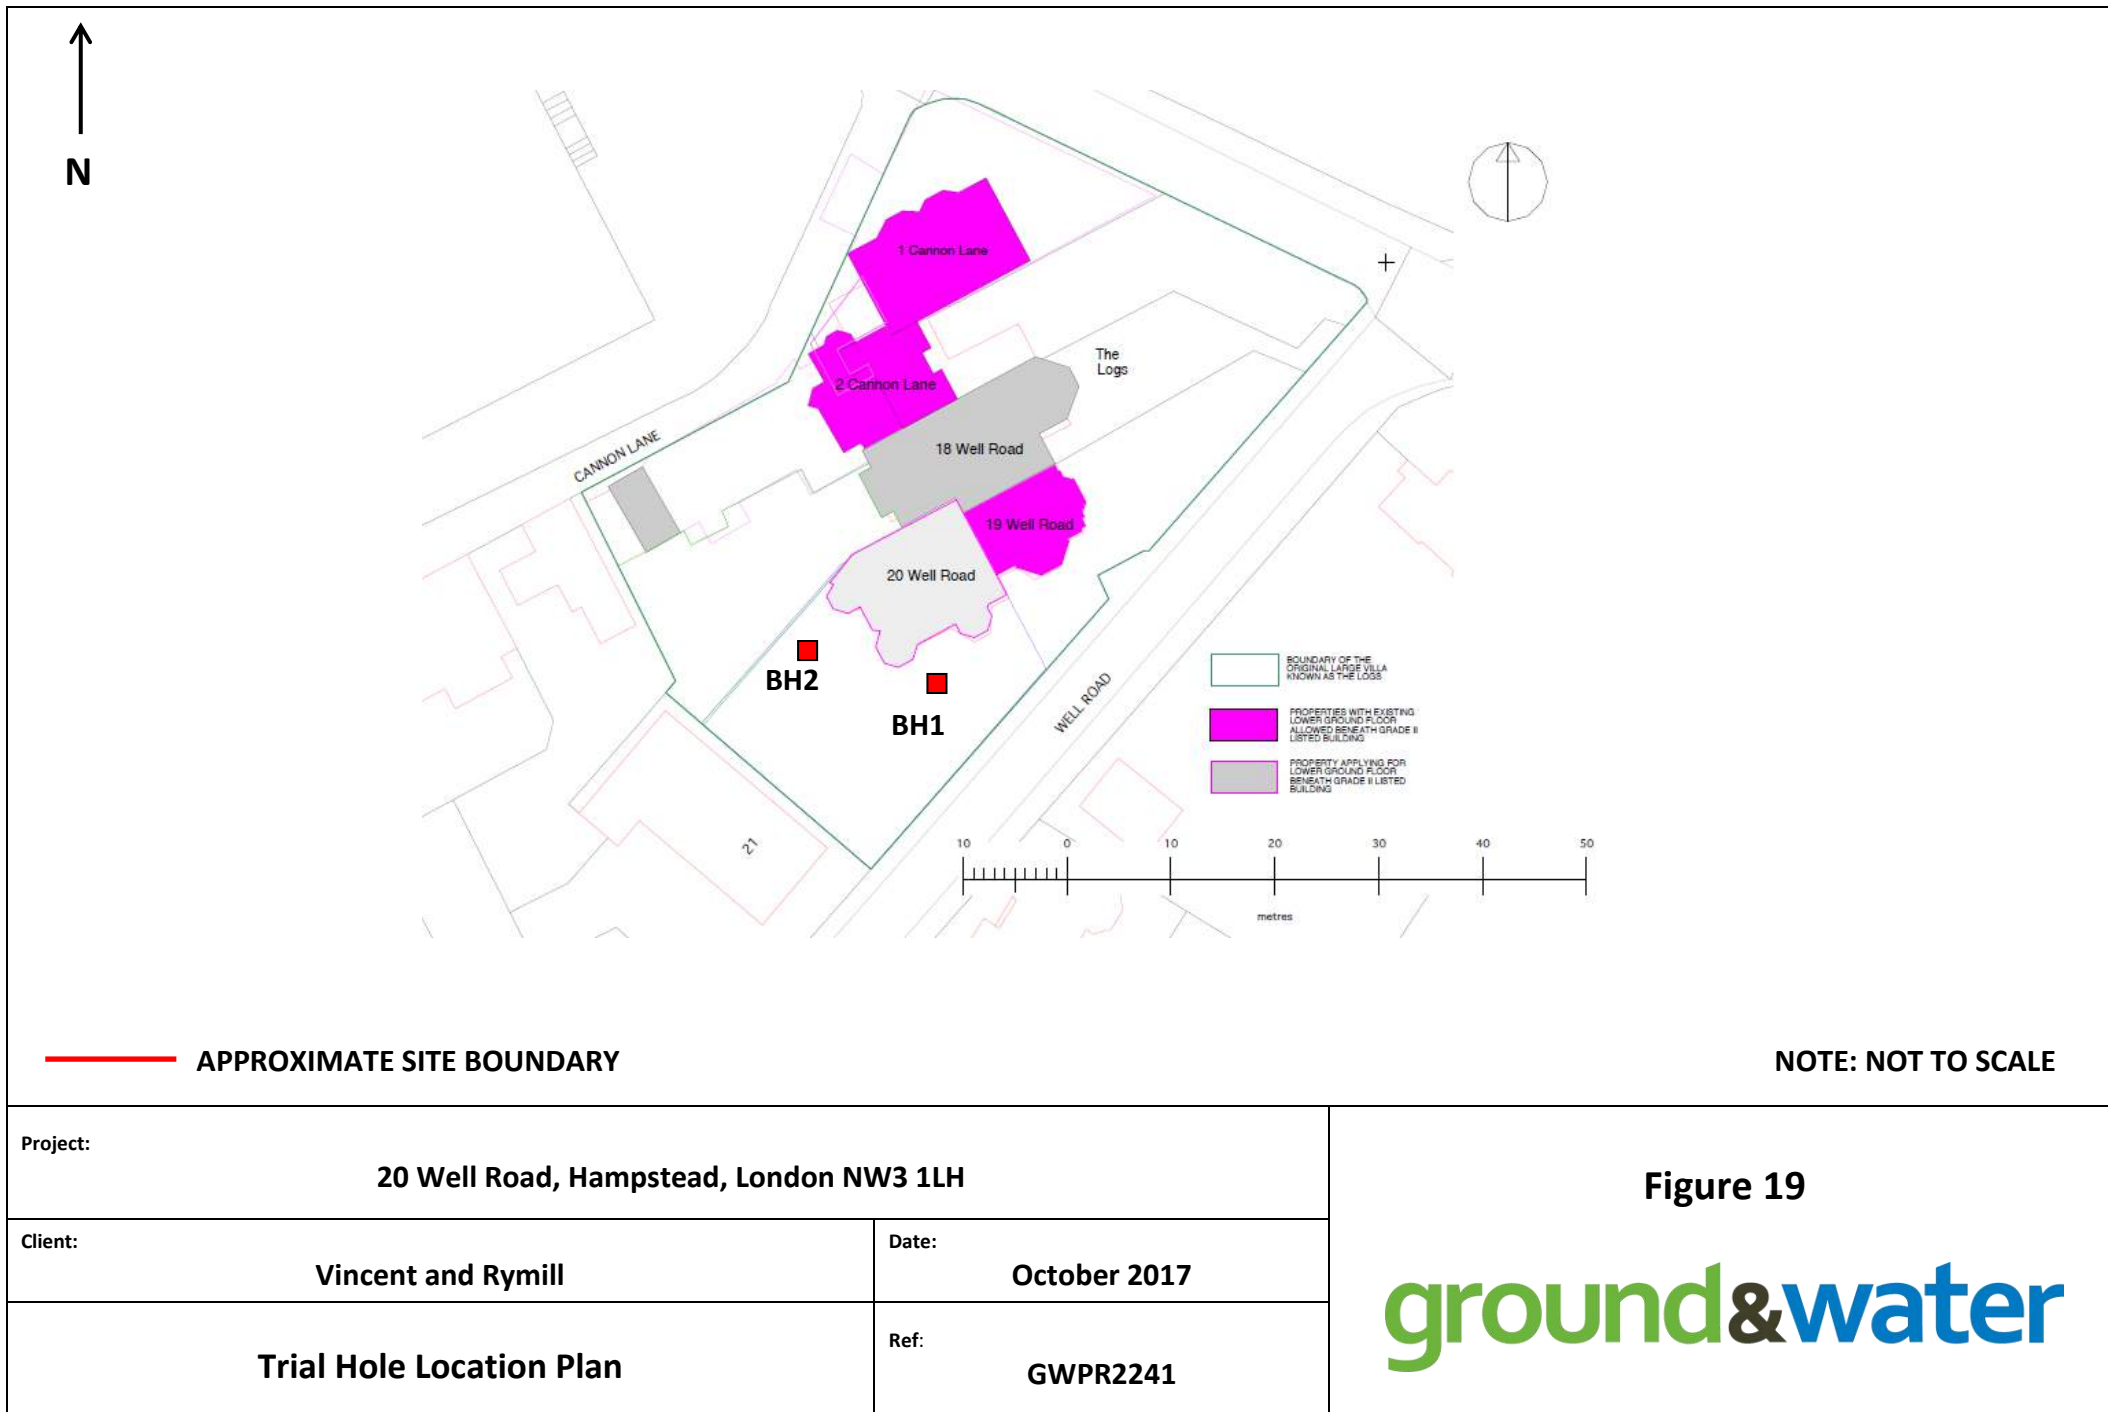 N
1 Cannon Lane
2 Cannon Lane
The
Logs
CANNON LANE
18 Well Road
19 Well Road
20 Well Road
BH2
BH1
WELL ROAD
21
BOUNDARY OF THE
ORIGINAL LARGE VILLA
KNOWN AS THE LOGS
PROPERTIES WITH EXISTING
LOWER GROUND FLOOR
ALLOWED BENEATH GRADE II
LISTED BUILDING
PROPERTY APPLYING FOR
LOWER GROUND FLOOR
BENEATH GRADE II LISTED
BUILDING
10 0 10 20 30 40 50
metres
APPROXIMATE SITE BOUNDARY
NOTE: NOT TO SCALE
Project:
20 Well Road, Hampstead, London NW3 1LH
Client:
Vincent and Rymill
Date:
October 2017
Trial Hole Location Plan
Ref:
GWPR2241
Figure 19
ground&water